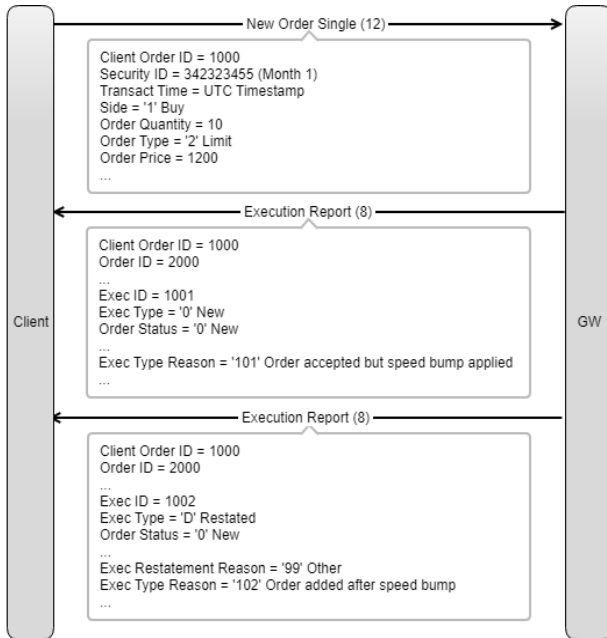 New Order Single (12)
Client Order ID = 1000
Security ID = 342323455 (Month 1)
Transact Time = UTC Timestamp
Side = '1' Buy
Order Quantity = 10
Order Type = '2' Limit
Order Price = 1200
...
Execution Report (8)
Client Order ID = 1000
Order ID = 2000
...
Exec ID = 1001
Exec Type = '0' New
Order Status = '0' New
...
Exec Type Reason = '101' Order accepted but speed bump applied
...
Client
GW
Execution Report (8)
Client Order ID = 1000
Order ID = 2000
...
Exec ID = 1002
Exec Type = 'D' Restated
Order Status = '0' New
...
Exec Restatement Reason = '99' Other
Exec Type Reason = '102' Order added after speed bump
...